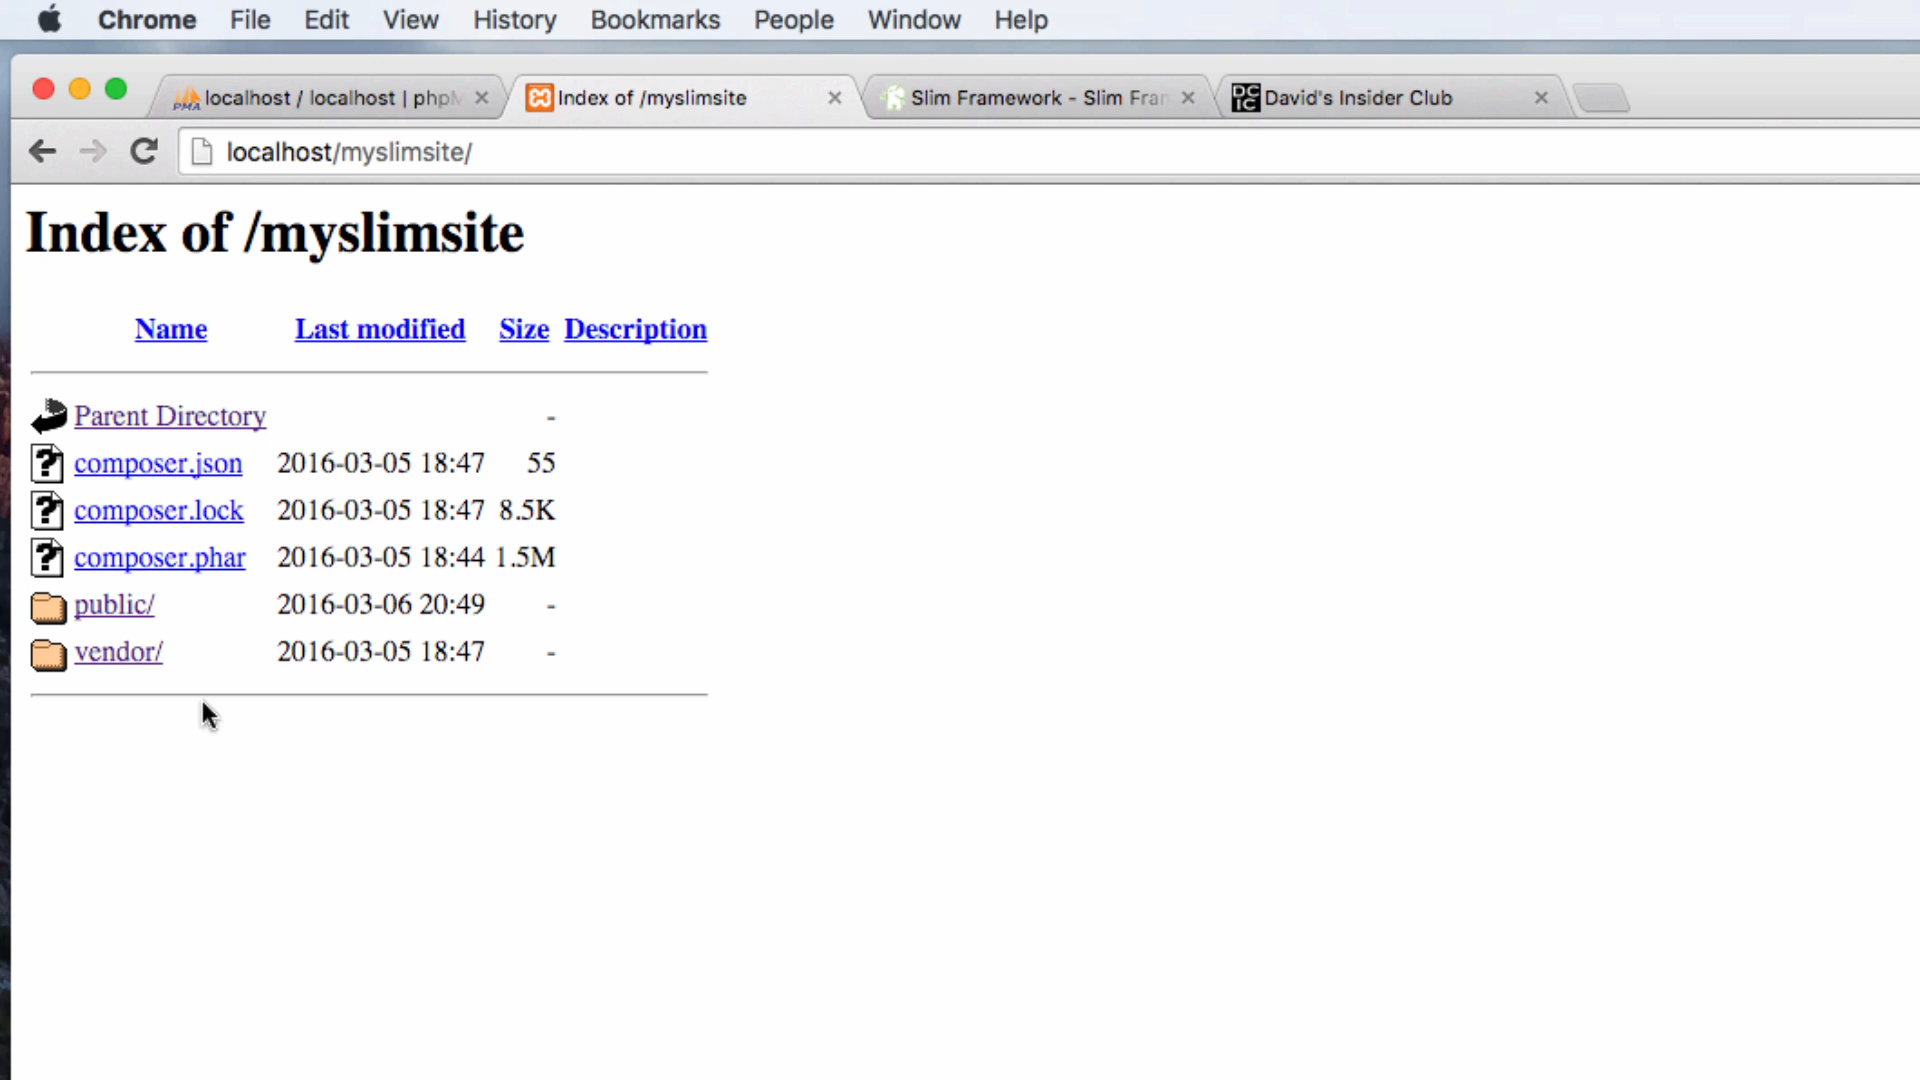 Chrome File Edit View History Bookmarks People Window Help
localhost / localhost | phpM Index of /myslimsite Slim Framework - Slim Fran David's Insider Club
localhost/myslimsite/
Index of /myslimsite
Name Last modified Size Description
Parent Directory -
composer.json 2016-03-05 18:47 55
composer.lock 2016-03-05 18:47 8.5K
composer.phar 2016-03-05 18:44 1.5M
public/ 2016-03-06 20:49 -
vendor/ 2016-03-05 18:47 -